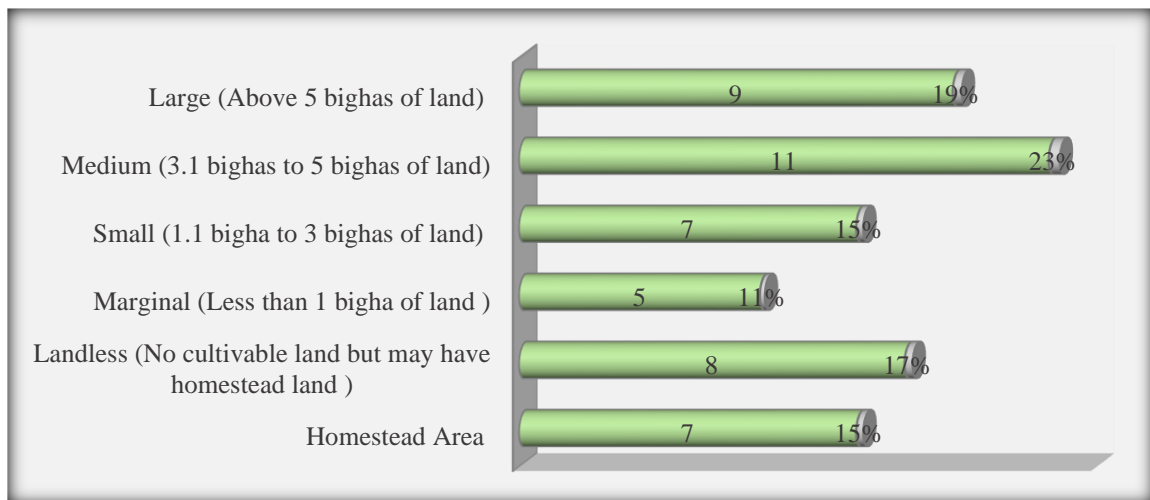 Large (Above 5 bighas of land)
9
19%
Medium (3.1 bighas to 5 bighas of land)
11
23%
Small (1.1 bigha to 3 bighas of land)
7
15%
Marginal (Less than 1 bigha of land )
5
11%
Landless (No cultivable land but may have
homestead land )
8
17%
Homestead Area
7
15%